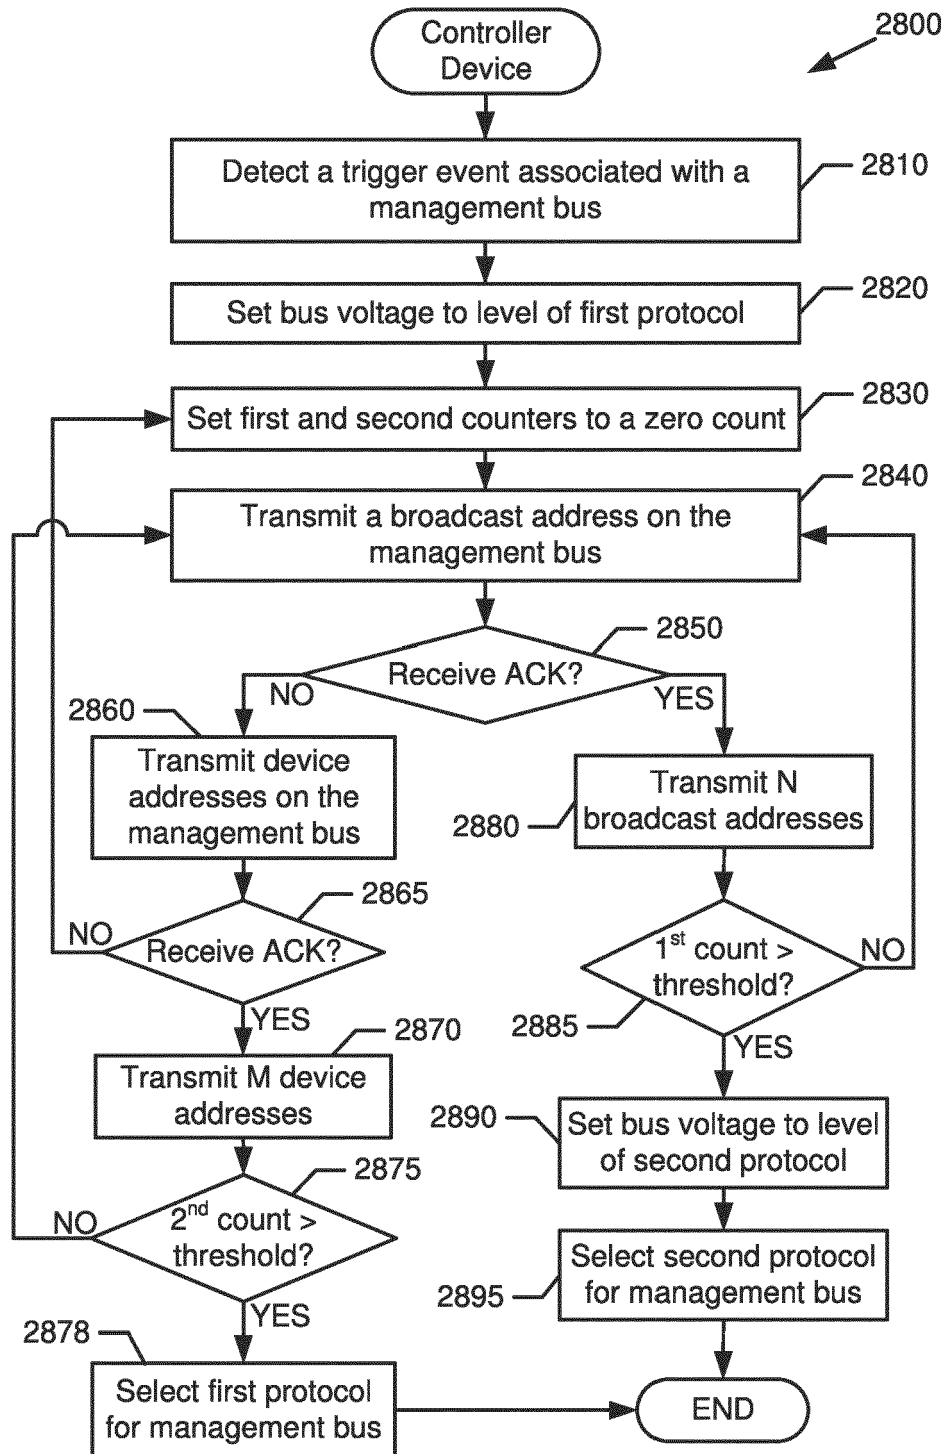 Controller
Device
2800
Detect a trigger event associated with a
management bus
2810
Set bus voltage to level of first protocol
2820
Set first and second counters to a zero count
2830
Transmit a broadcast address on the
management bus
2840
Receive ACK?
2850
NO
YES
2860
Transmit device
addresses on the
management bus
Transmit N
broadcast addresses
2880
Receive ACK?
2865
NO
YES
1st count >
threshold?
2885
NO
YES
Transmit M device
addresses
2870
2nd count >
threshold?
2875
NO
YES
Set bus voltage to level
of second protocol
2890
Select second protocol
for management bus
2895
2878
Select first protocol
for management bus
END